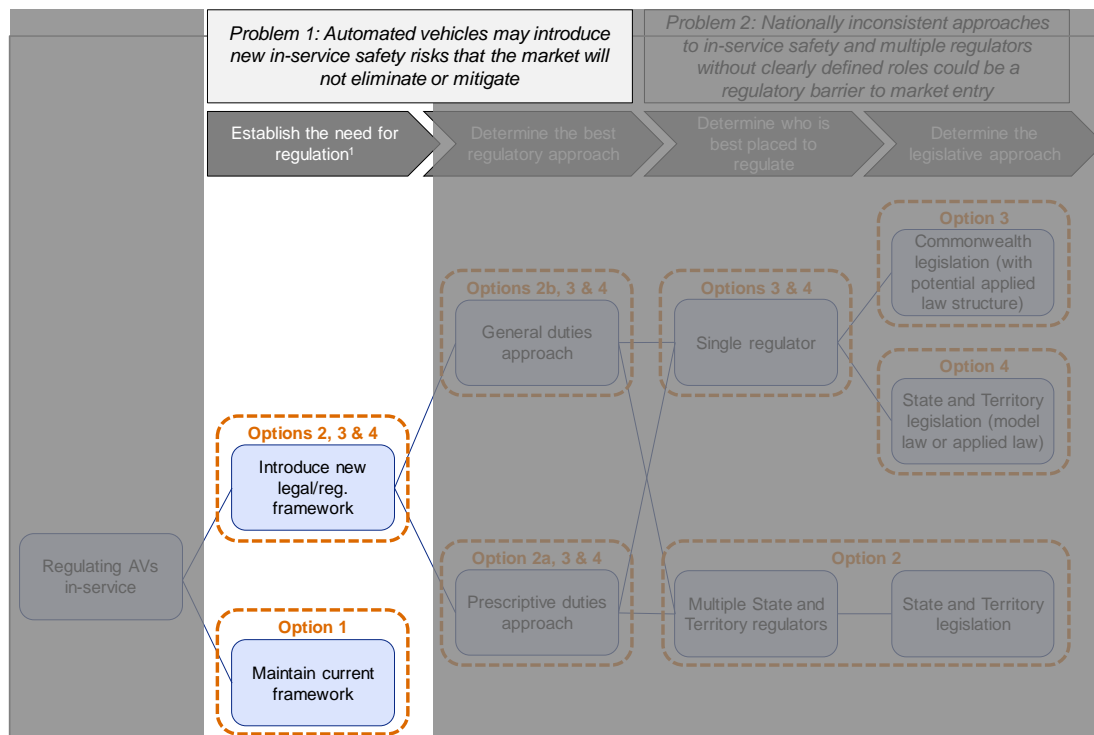 Problem 1: Automated vehicles may introduce
new in-service safety risks that the market will
not eliminate or mitigate
Problem 2: Nationally inconsistent approaches
to in-service safety and multiple regulators
without clearly defined roles could be a
regulatory barrier to market entry
Establish the need for
regulation¹
Determine the best
regulatory approach
Determine who is
best placed to
regulate
Determine the
legislative approach
Option 3
Commonwealth
legislation (with
potential applied
law structure)
Options 2b, 3 & 4
General duties
approach
Options 3 & 4
Single regulator
Option 4
State and Territory
legislation (model
law or applied law)
Options 2, 3 & 4
Introduce new
legal/reg.
framework
Regulating AVs
in-service
Option 2a, 3 & 4
Prescriptive duties
approach
Option 2
Multiple State and
Territory regulators
State and Territory
legislation
Option 1
Maintain current
framework